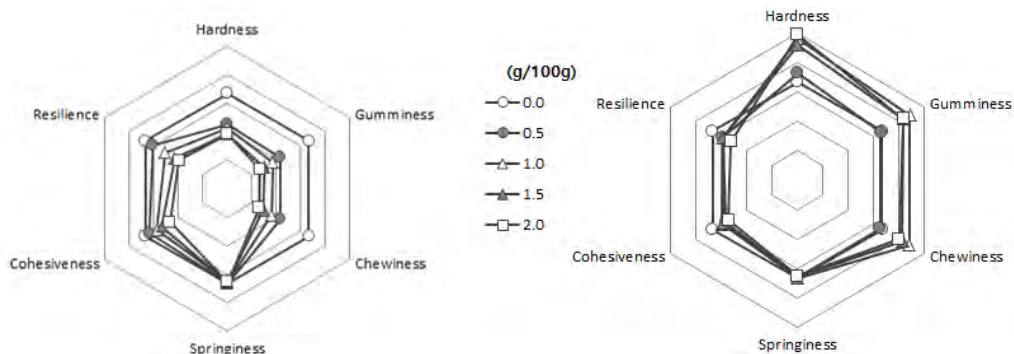 Hardness
Resilience
Gumminess
Cohesiveness
Chewiness
Springiness
(g/100g)
0.0
0.5
1.0
1.5
2.0
Hardness
Resilience
Gumminess
Cohesiveness
Chewiness
Springiness